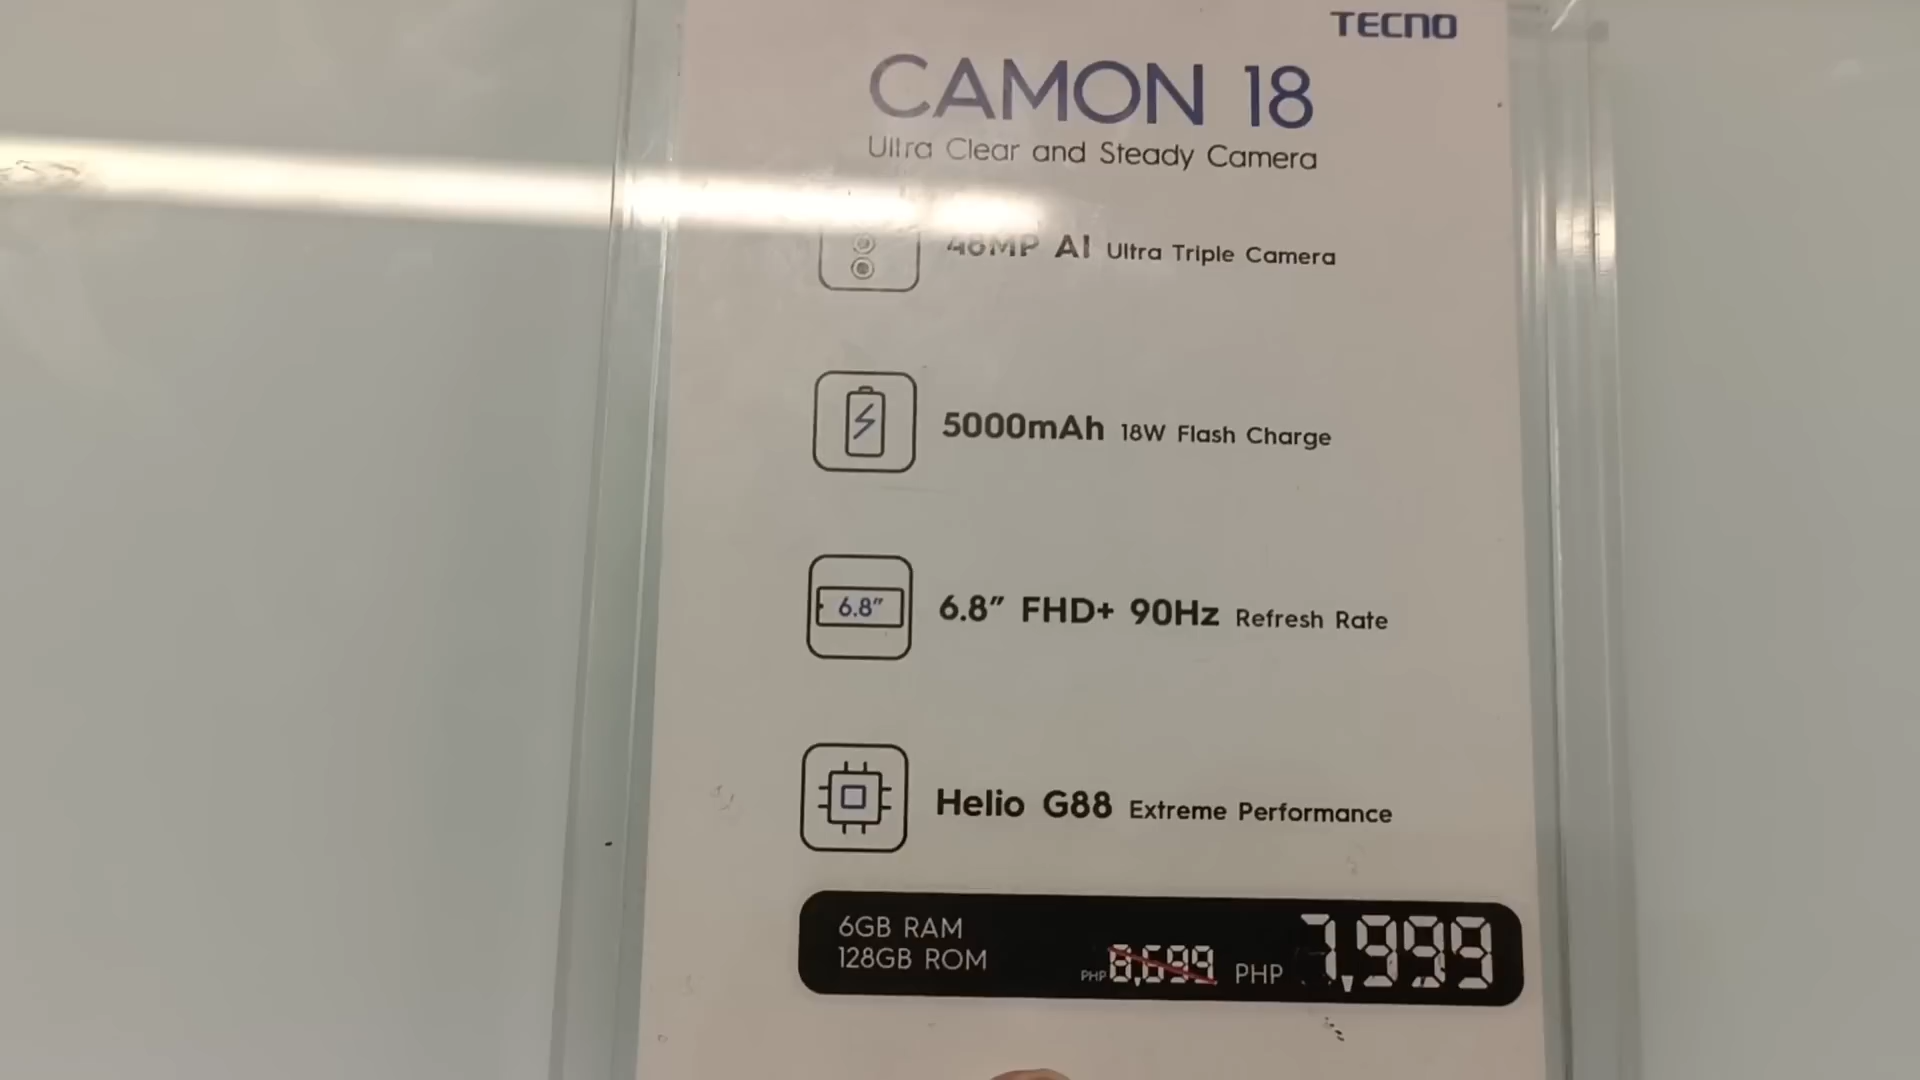 TECNO
CAMON 18
Ultra Clear and Steady Camera
48MP AI Ultra Triple Camera
5000mAh 18W Flash Charge
6.8"
6.8" FHD+ 90Hz Refresh Rate
Helio G88 Extreme Performance
6GB RAM
128GB ROM
PHP 8,699 PHP 7,999